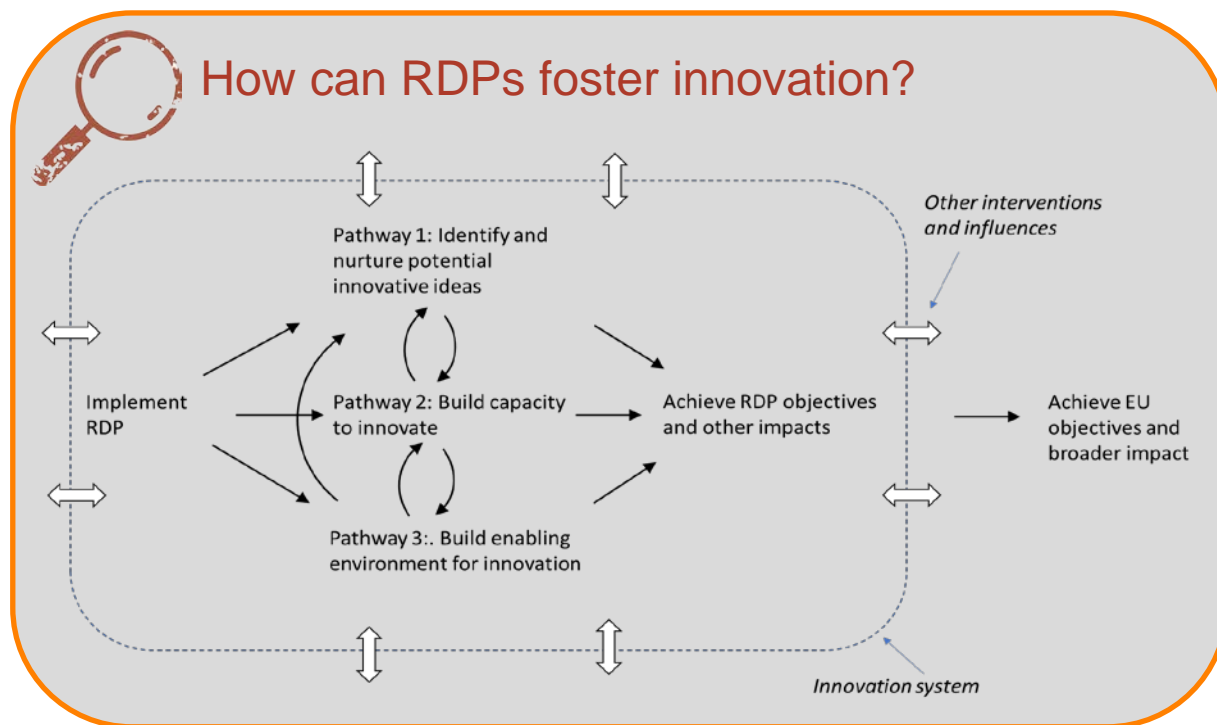 How can RDPs foster innovation?
Other interventions
and influences
Pathway 1: Identify and
nurture potential
innovative ideas
Implement
RDP
Pathway 2: Build capacity
to innovate
Achieve RDP objectives
and other impacts
Achieve EU
objectives and
broader impact
Pathway 3:. Build enabling
environment for innovation
Innovation system